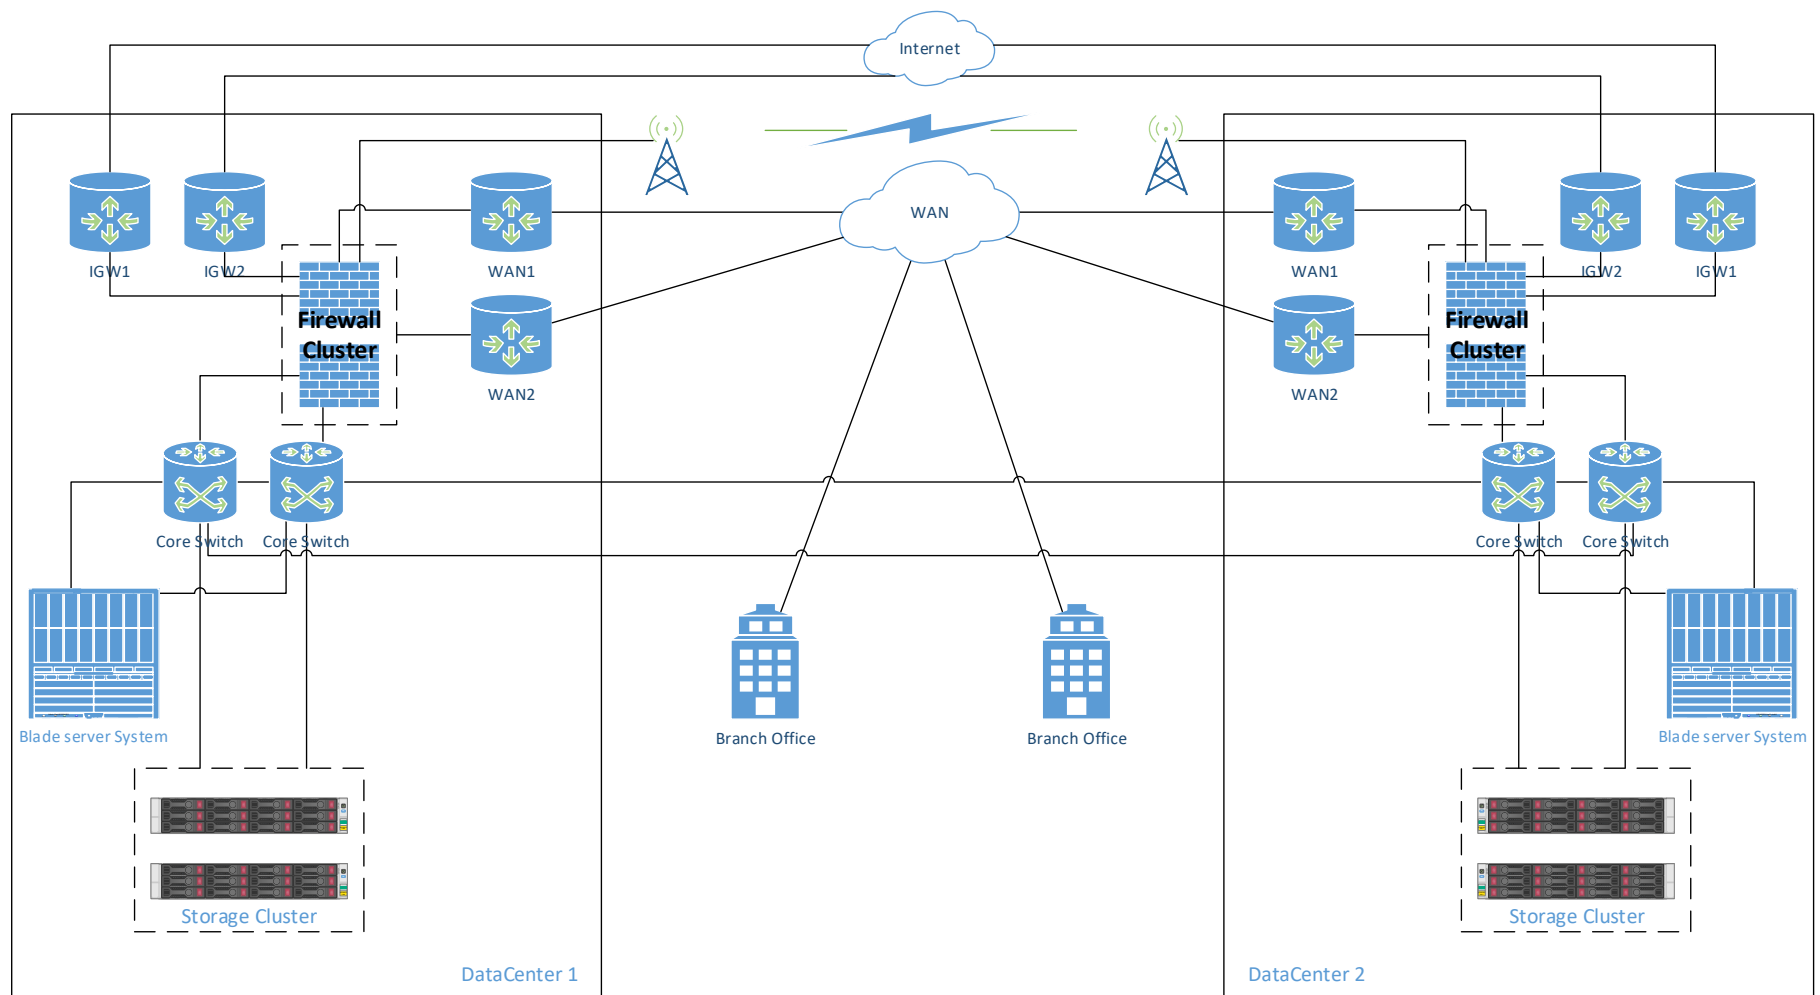 Internet
WAN
IGW1
IGW2
WAN1
WAN1
IGW2
IGW1
Firewall
Cluster
Firewall
Cluster
WAN2
WAN2
Core Switch
Core Switch
Core Switch
Core Switch
Blade server System
Branch Office
Branch Office
Blade server System
Storage Cluster
Storage Cluster
DataCenter 1
DataCenter 2